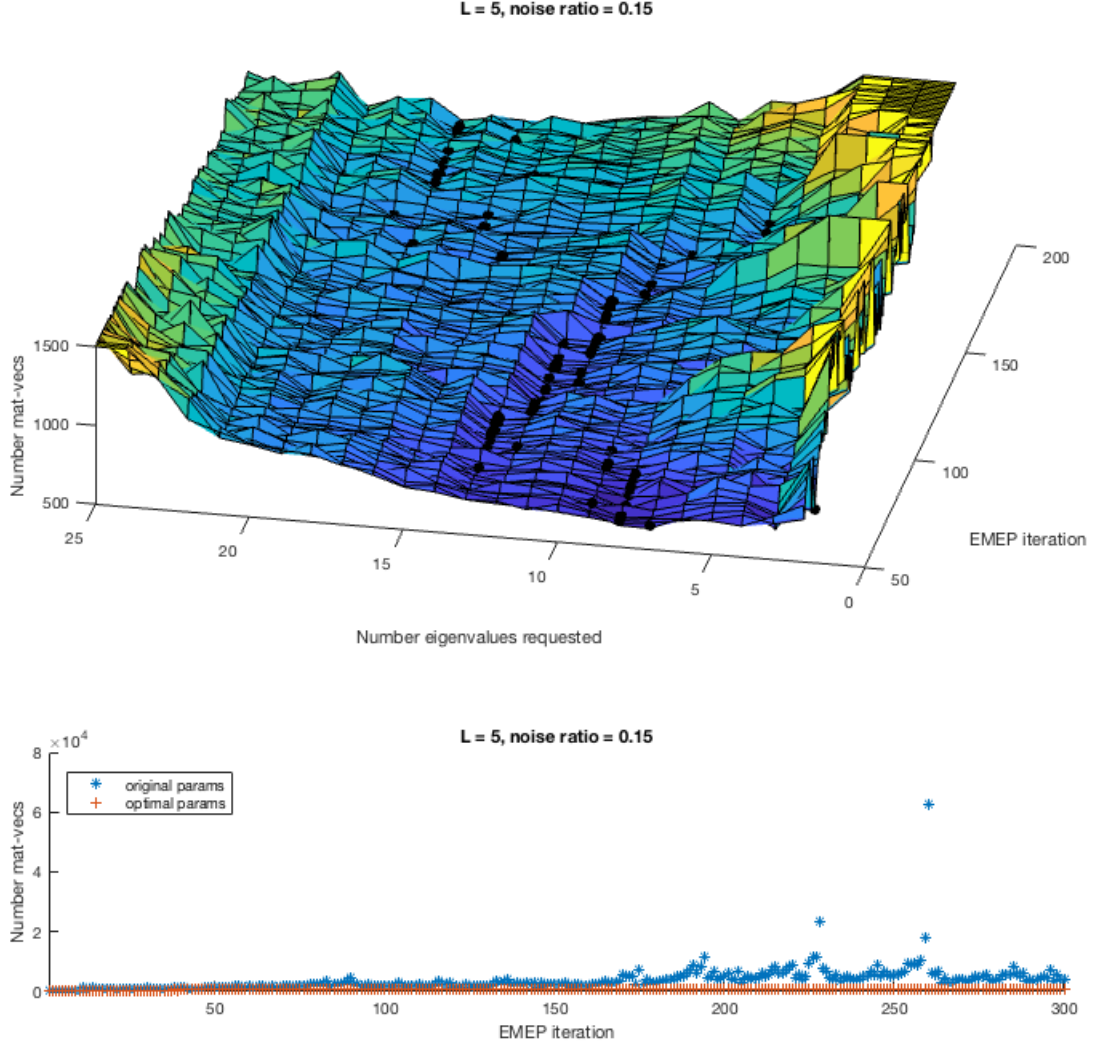 L = 5, noise ratio = 0.15
200
150
100
50
EMEP iteration
1500
1000
500
Number mat-vecs
25
20
15
10
5
0
Number eigenvalues requested
L = 5, noise ratio = 0.15
×10⁴
8
6
4
2
0
Number mat-vecs
original params
optimal params
50
100
150
200
250
300
EMEP iteration